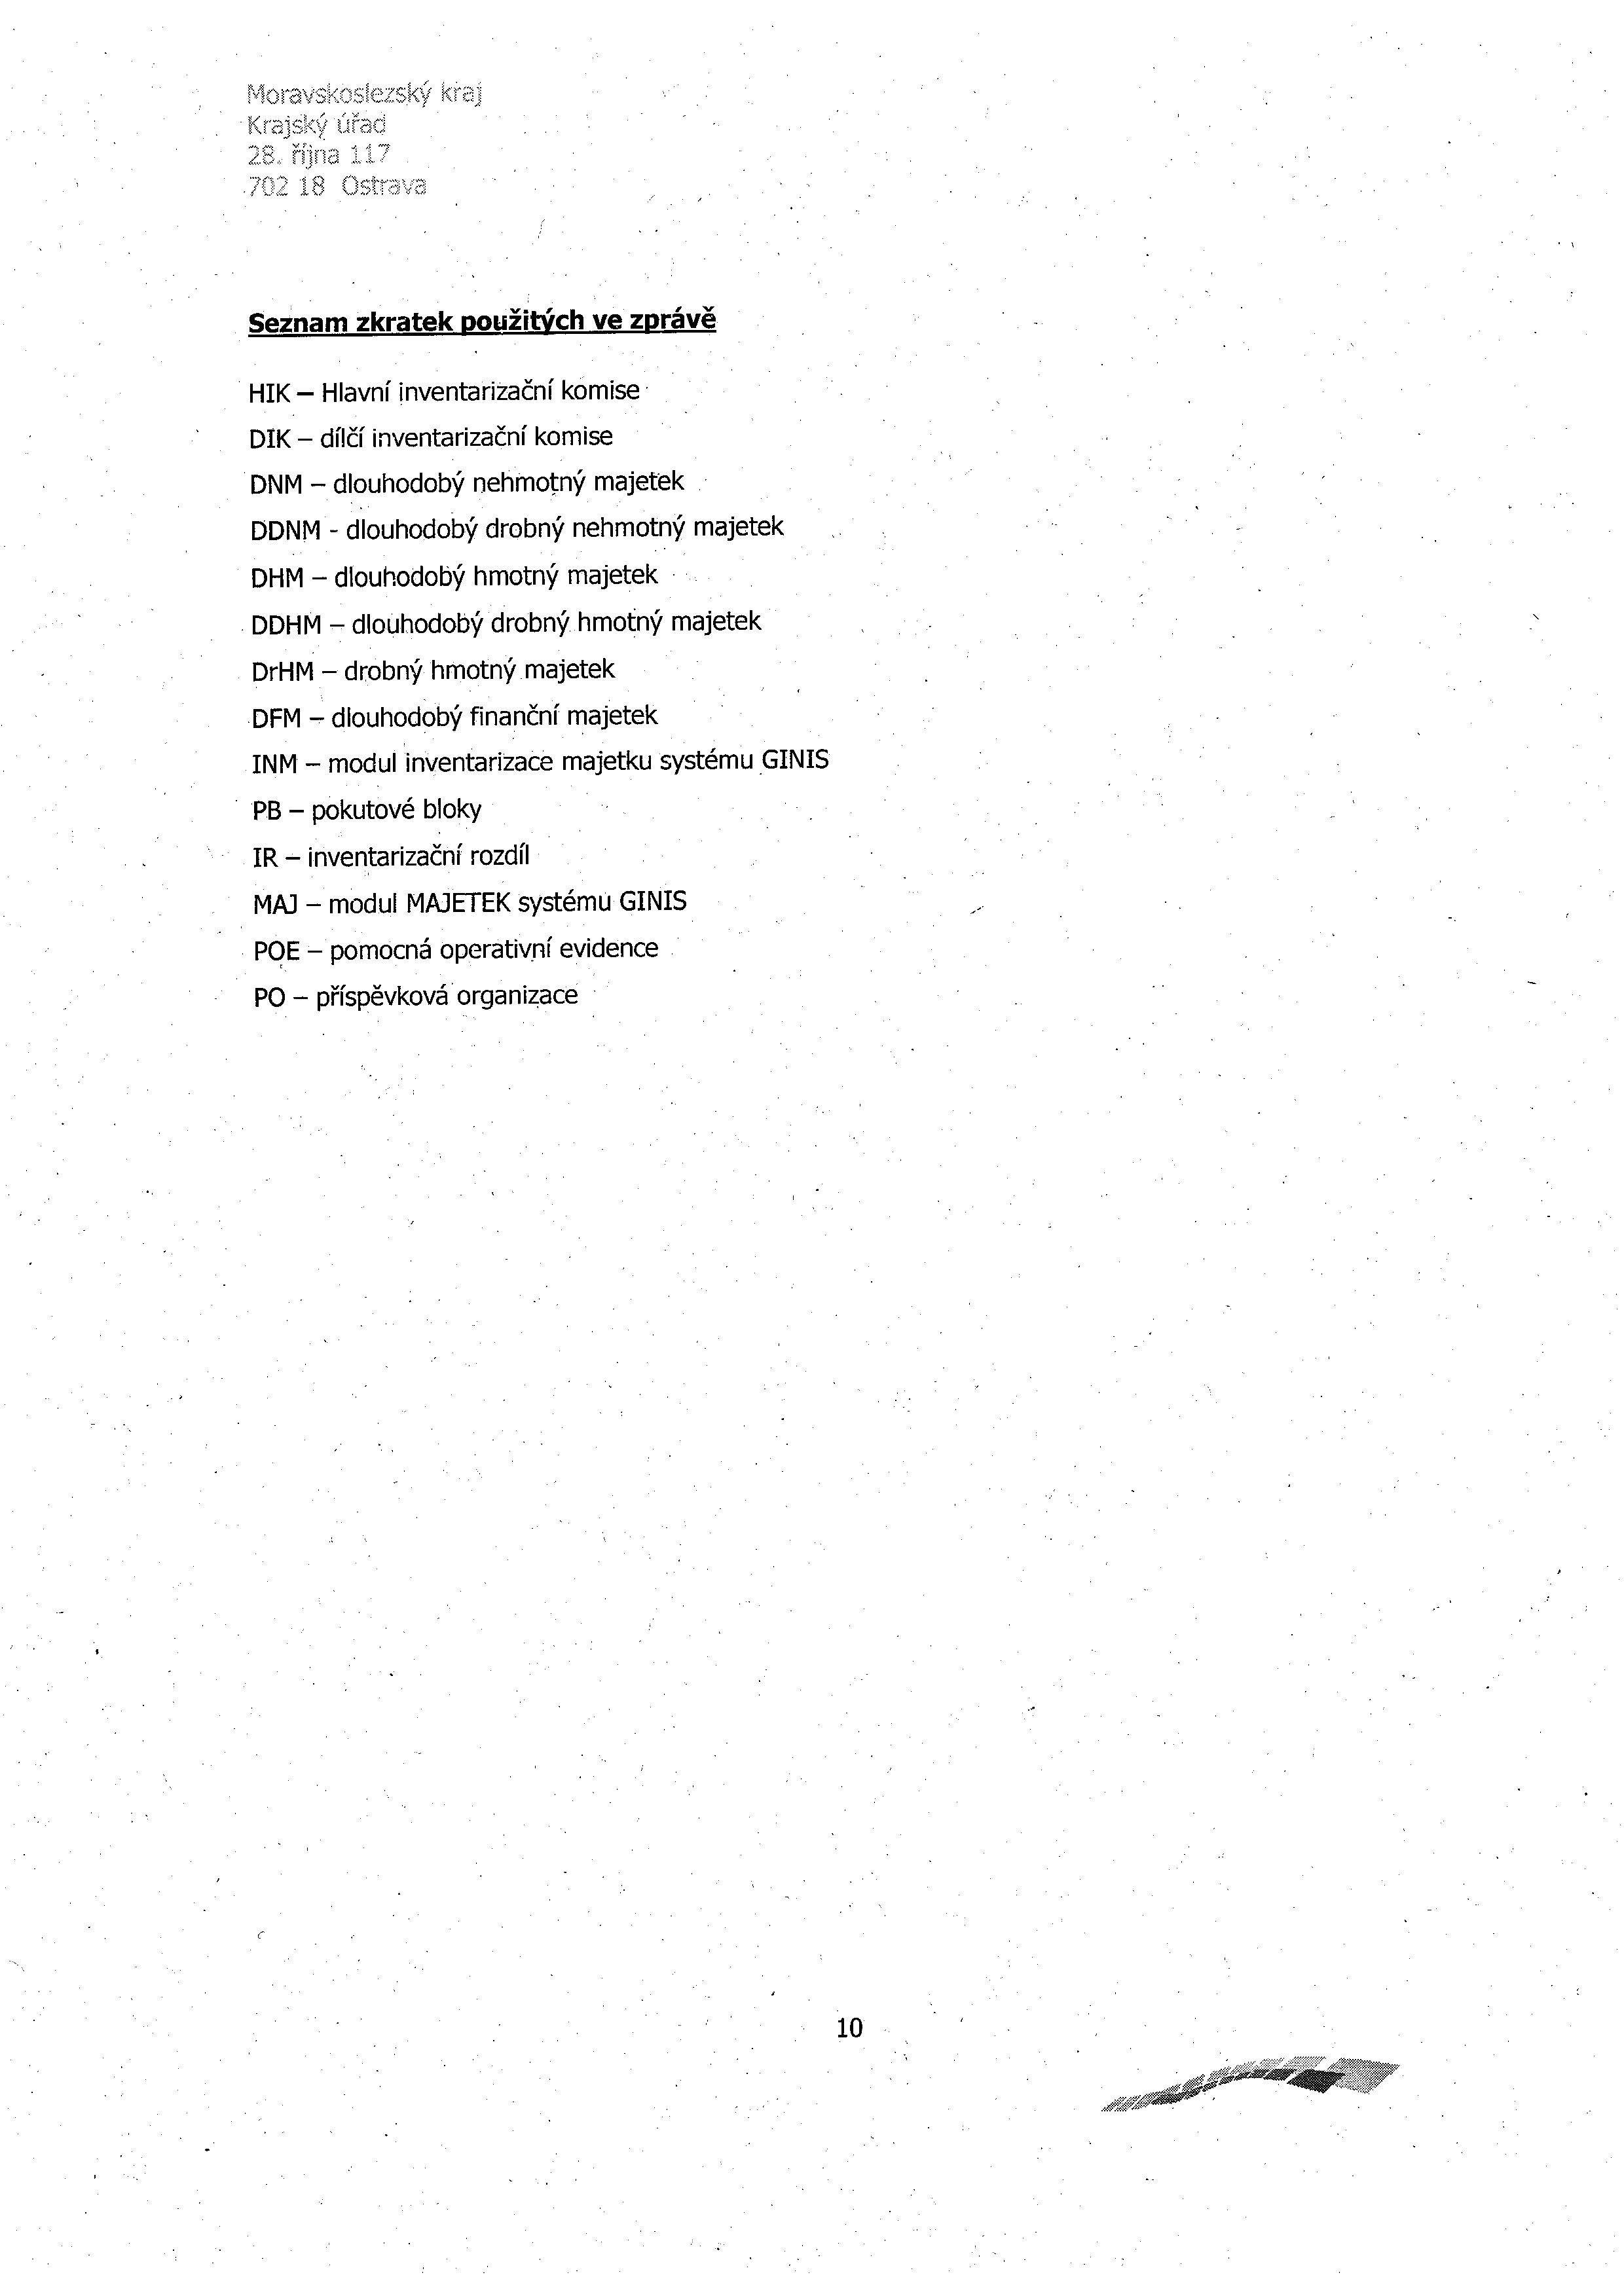 Moravskoslezský kraj
Krajský úřad
28. října 117
702 18 Ostrava
Seznam zkratek použitých ve zprávě
HIK – Hlavní inventarizační komise
DIK – dílčí inventarizační komise
DNM – dlouhodobý nehmotný majetek
DDNM - dlouhodobý drobný nehmotný majetek
DHM – dlouhodobý hmotný majetek
DDHM – dlouhodobý drobný hmotný majetek
DrHM – drobný hmotný majetek
DFM – dlouhodobý finanční majetek
INM – modul inventarizace majetku systému GINIS
PB – pokutové bloky
IR – inventarizační rozdíl
MAJ – modul MAJETEK systému GINIS
POE – pomocná operativní evidence
PO – příspěvková organizace
10